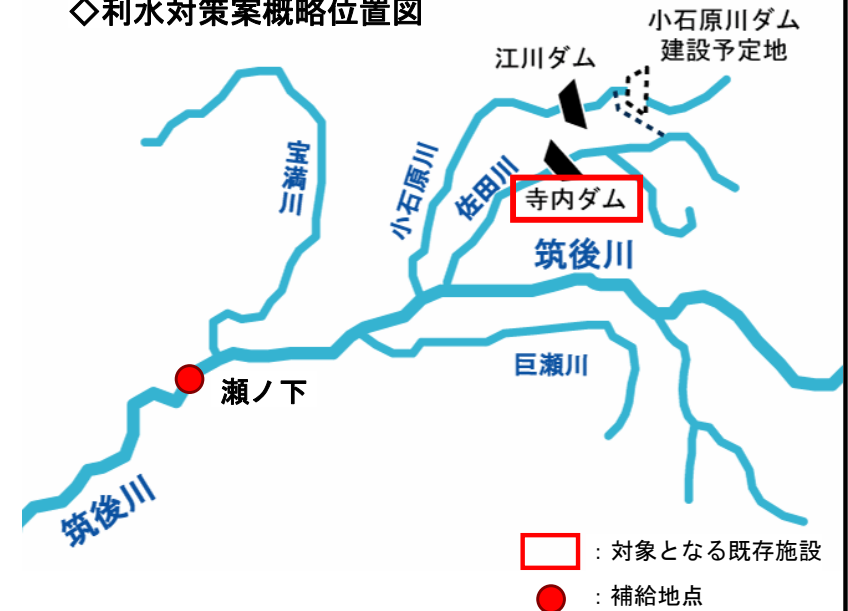 ◇利水対策案概略位置図
小石原川ダム
建設予定地
江川ダム
宝満川
小石原川
佐田川
寺内ダム
筑後川
巨瀬川
瀬ノ下
筑後川
：対象となる既存施設
：補給地点